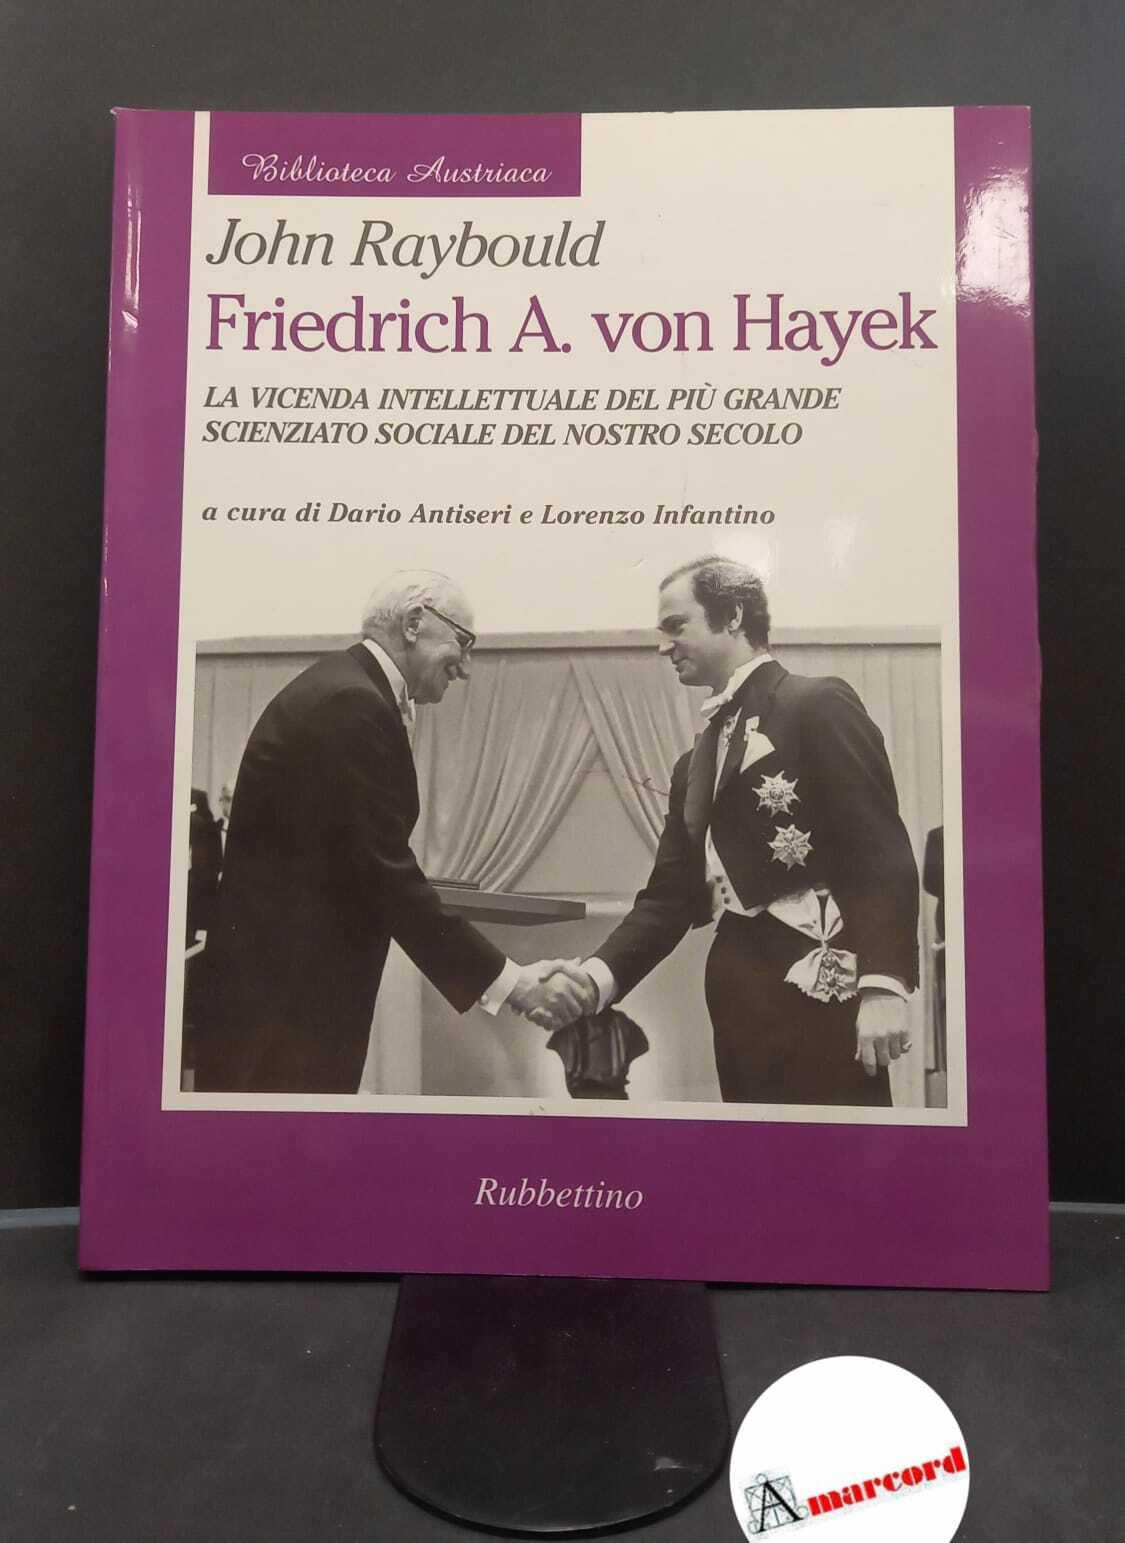 Biblioteca Austriaca
John Raybould
Friedrich A. von Hayek
LA VICENDA INTELLETTUALE DEL PIÙ GRANDE
SCIENZIATO SOCIALE DEL NOSTRO SECOLO
a cura di Dario Antiseri e Lorenzo Infantino
Rubbettino
Amarcord